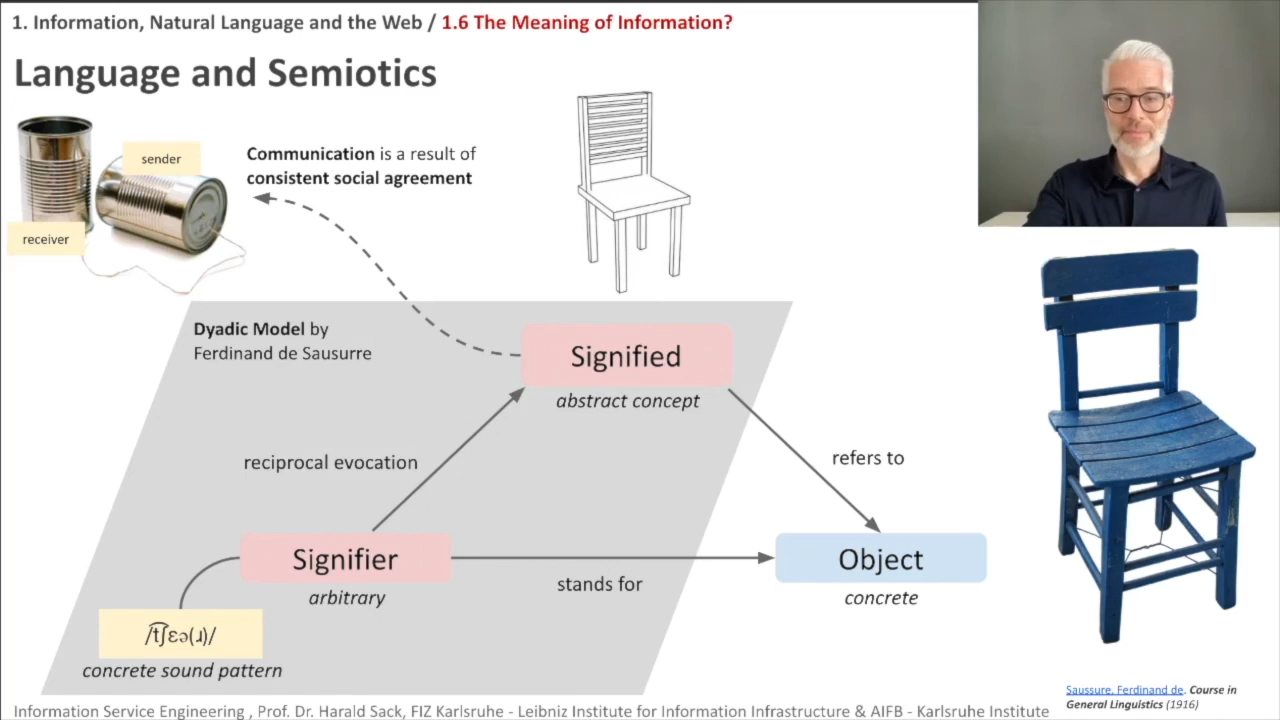 1. Information, Natural Language and the Web / 1.6 The Meaning of Information?
Language and Semiotics
sender
receiver
Communication is a result of
consistent social agreement
Dyadic Model by
Ferdinand de Sausurre
Signified
abstract concept
reciprocal evocation
refers to
Signifier
arbitrary
stands for
Object
concrete
/t͡ʃɛə(ɹ)/
concrete sound pattern
Saussure, Ferdinand de. Course in
General Linguistics (1916)
Information Service Engineering , Prof. Dr. Harald Sack, FIZ Karlsruhe - Leibniz Institute for Information Infrastructure & AIFB - Karlsruhe Institute